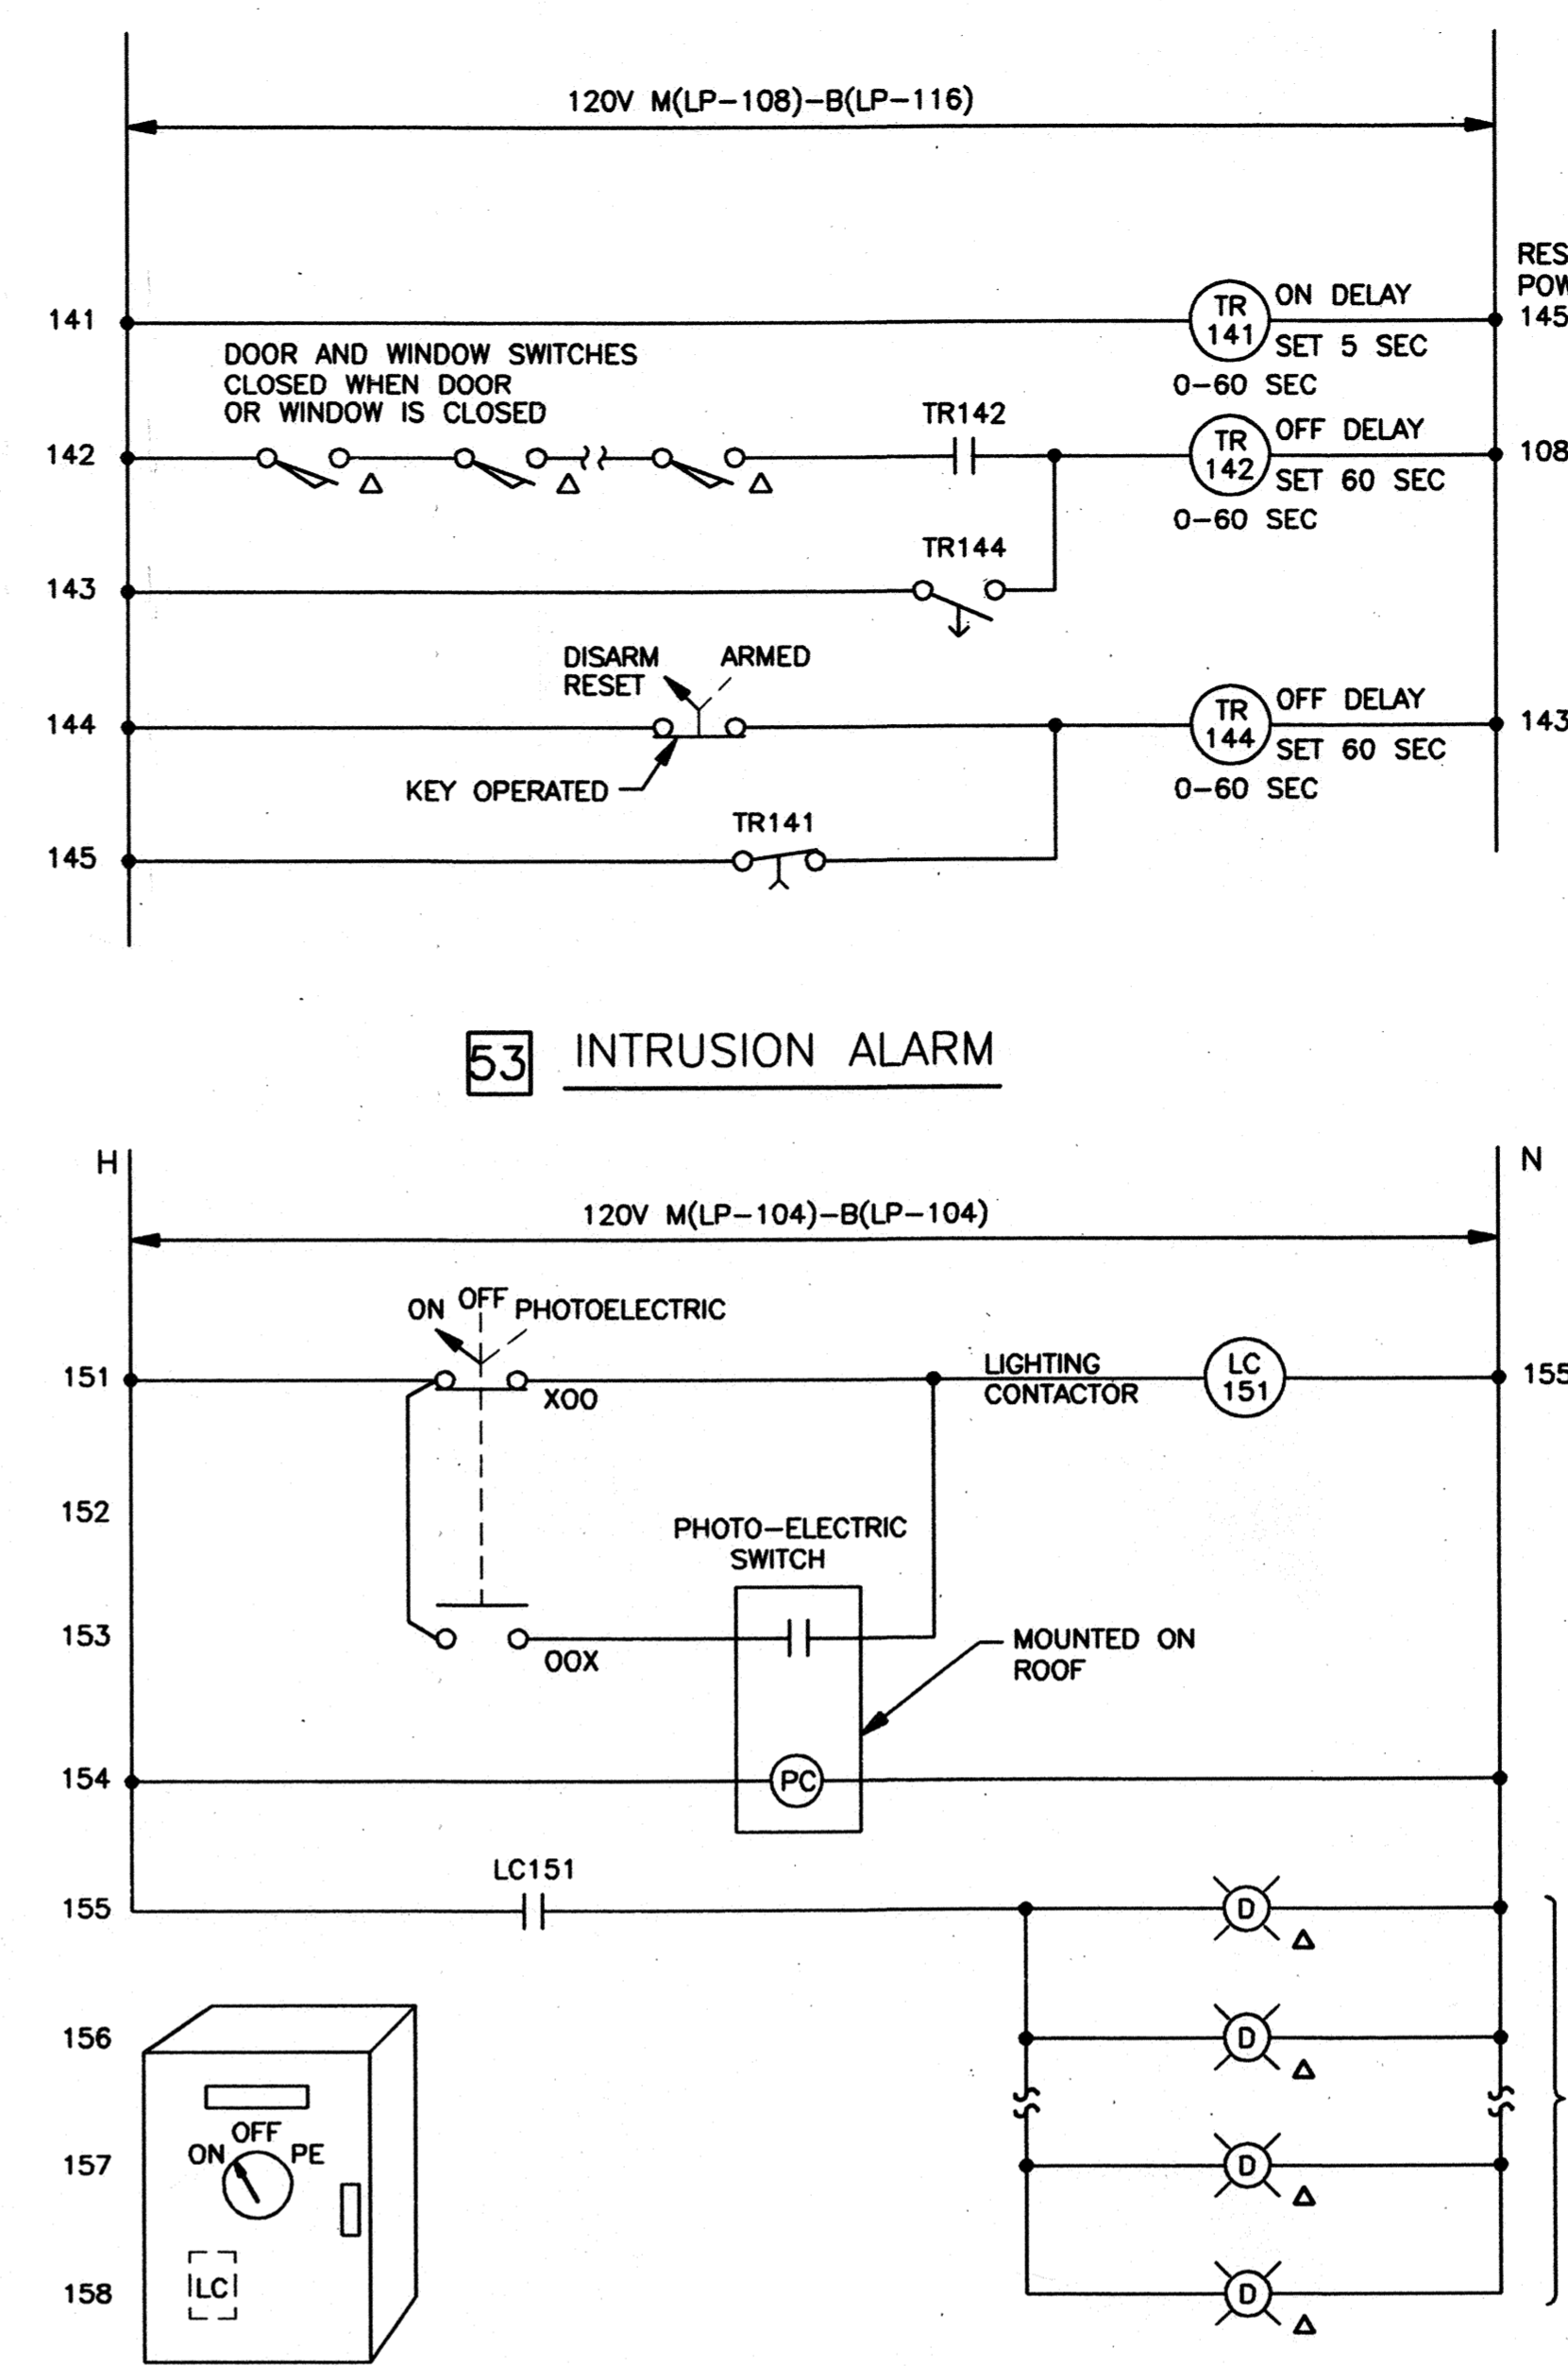 120V M(LP-108)-B(LP-116)
RES
POW
141
TR
141
ON DELAY
SET 5 SEC
0-60 SEC
145
DOOR AND WINDOW SWITCHES
CLOSED WHEN DOOR
OR WINDOW IS CLOSED
142
TR142
TR
142
OFF DELAY
SET 60 SEC
0-60 SEC
108
143
TR144
DISARM
RESET
ARMED
144
KEY OPERATED
TR
144
OFF DELAY
SET 60 SEC
0-60 SEC
143
145
TR141
53 INTRUSION ALARM
H
N
120V M(LP-104)-B(LP-104)
ON OFF PHOTOELECTRIC
151
XOO
LIGHTING
CONTACTOR
LC
151
155
152
PHOTO-ELECTRIC
SWITCH
153
OOX
MOUNTED ON
ROOF
154
PC
LC151
155
D
156
D
157
D
158
D
OFF
ON PE
LC